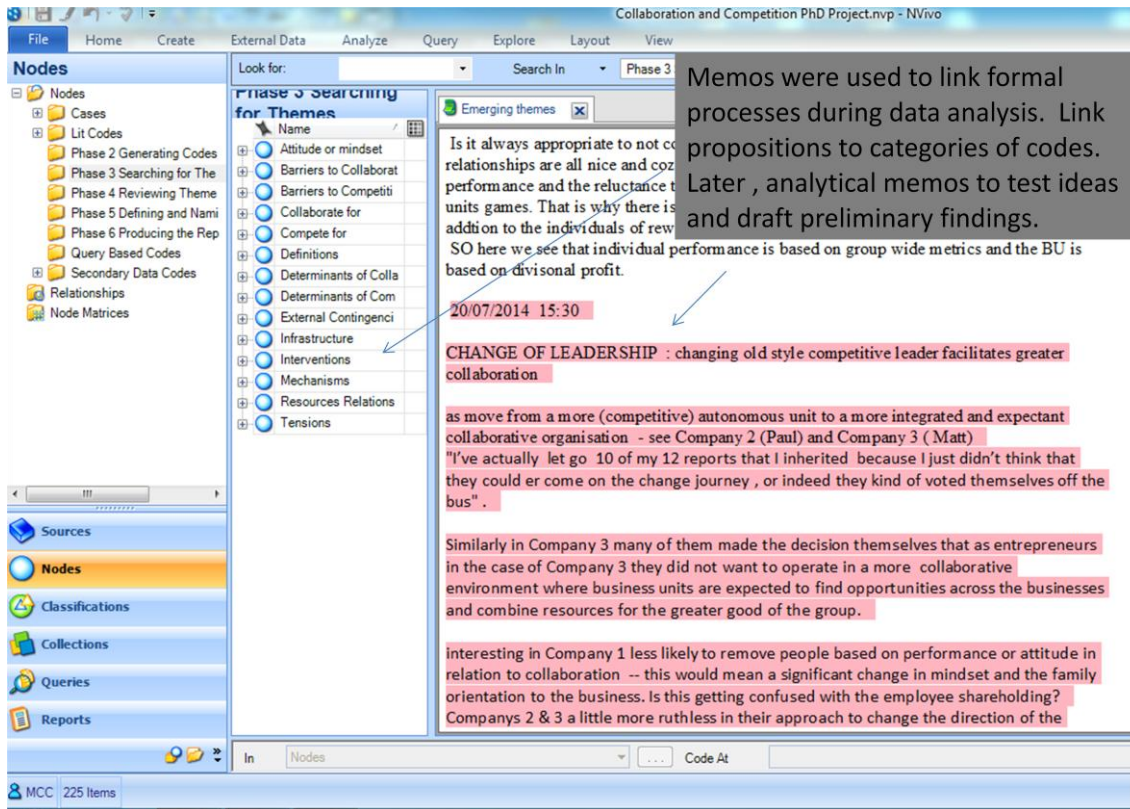 Collaboration and Competition PhD Project.nvp - NVivo
File Home Create External Data Analyze Query Explore Layout View
Nodes
Nodes
Cases
Lit Codes
Phase 2 Generating Codes
Phase 3 Searching for The
Phase 4 Reviewing Theme
Phase 5 Defining and Nami
Phase 6 Producing the Rep
Query Based Codes
Secondary Data Codes
Relationships
Node Matrices
Sources
Nodes
Classifications
Collections
Queries
Reports
Look for: Search In Phase 3
Phase 3 Searching
for Themes
Name
Attitude or mindset
Barriers to Collaborat
Barriers to Competiti
Collaborate for
Compete for
Definitions
Determinants of Colla
Determinants of Com
External Contingenci
Infrastructure
Interventions
Mechanisms
Resources Relations
Tensions
Memos were used to link formal
processes during data analysis. Link
propositions to categories of codes.
Later , analytical memos to test ideas
and draft preliminary findings.
Emerging themes
Is it always appropriate to not co
relationships are all nice and coz
performance and the reluctance t
units games. That is why there is
addtion to the individuals of rew
SO here we see that individual performance is based on group wide metrics and the BU is
based on divisonal profit.
20/07/2014 15:30
CHANGE OF LEADERSHIP : changing old style competitive leader facilitates greater
collaboration
as move from a more (competitive) autonomous unit to a more integrated and expectant
collaborative organisation - see Company 2 (Paul) and Company 3 ( Matt)
"I've actually let go 10 of my 12 reports that I inherited because I just didn't think that
they could er come on the change journey , or indeed they kind of voted themselves off the
bus" .
Similarly in Company 3 many of them made the decision themselves that as entrepreneurs
in the case of Company 3 they did not want to operate in a more collaborative
environment where business units are expected to find opportunities across the businesses
and combine resources for the greater good of the group.
interesting in Company 1 less likely to remove people based on performance or attitude in
relation to collaboration -- this would mean a significant change in mindset and the family
orientation to the business. Is this getting confused with the employee shareholding?
Companys 2 & 3 a little more ruthless in their approach to change the direction of the
In Nodes ... Code At
MCC 225 Items